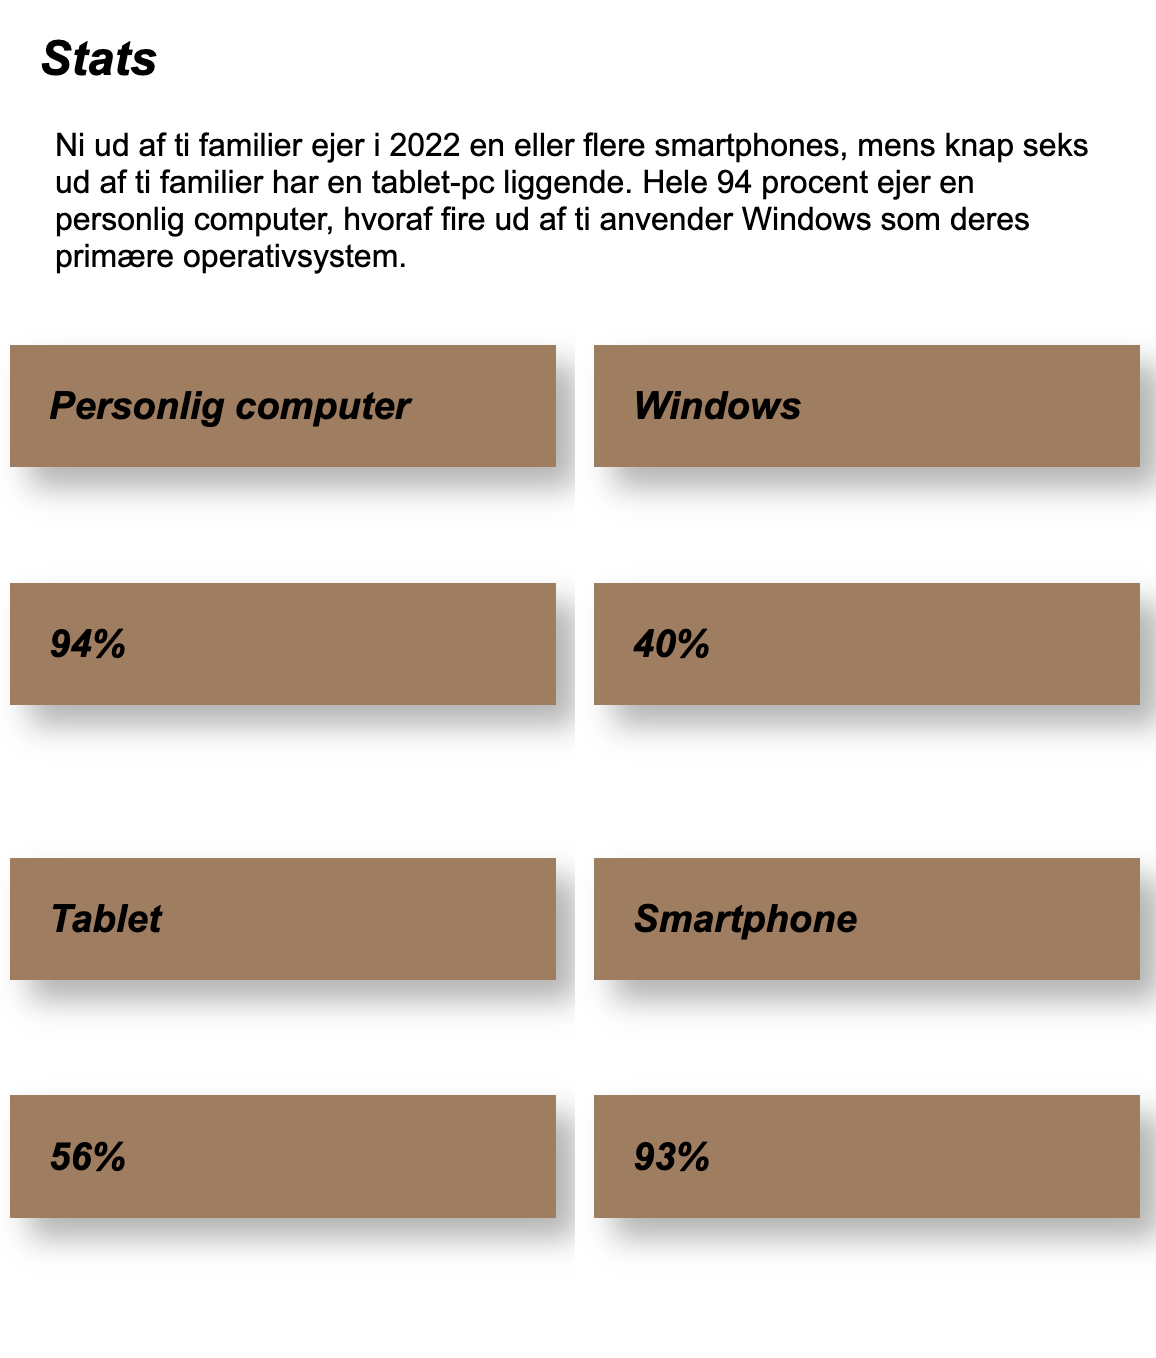 Stats
Ni ud af ti familier ejer i 2022 en eller flere smartphones, mens knap seks
ud af ti familier har en tablet-pc liggende. Hele 94 procent ejer en
personlig computer, hvoraf fire ud af ti anvender Windows som deres
primære operativsystem.
Personlig computer
Windows
94%
40%
Tablet
Smartphone
56%
93%